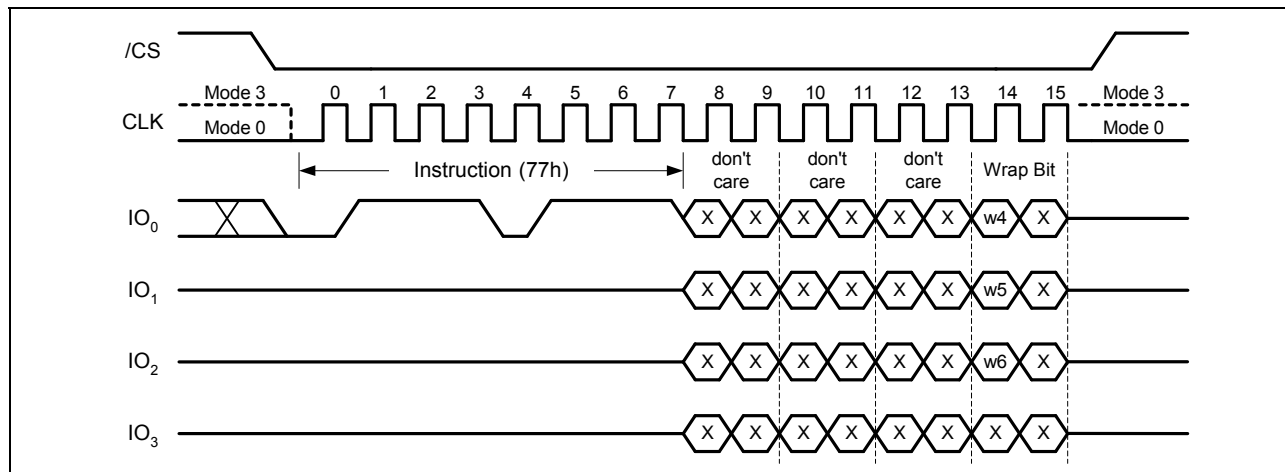 /CS
Mode 3 0 1 2 3 4 5 6 7 8 9 10 11 12 13 14 15 Mode 3
CLK
Mode 0 Mode 0
Instruction (77h) don't care don't care don't care Wrap Bit
IO0 X X X X X X w4 X
IO1 X X X X X X w5 X
IO2 X X X X X X w6 X
IO3 X X X X X X X X